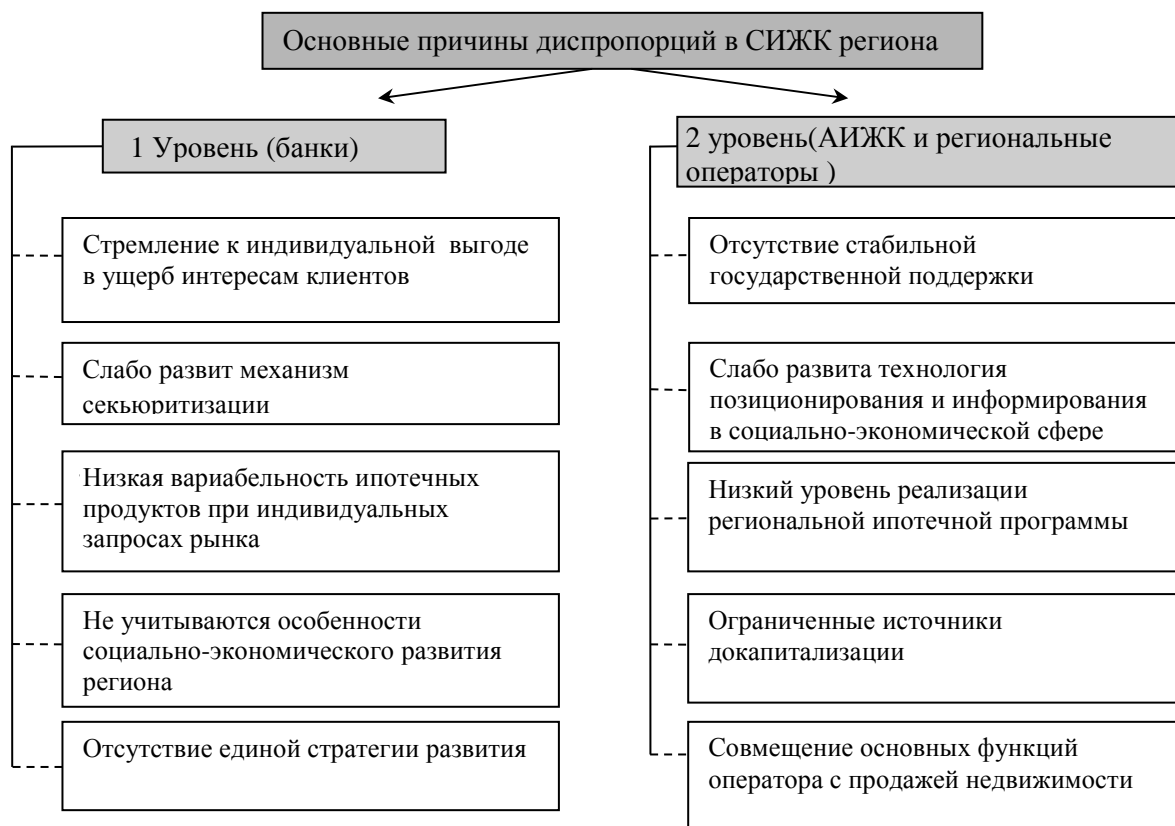 Основные причины диспропорций в СИЖК региона
1 Уровень (банки)
Стремление к индивидуальной выгоде
в ущерб интересам клиентов
Слабо развит механизм
секьюритизации
Низкая вариабельность ипотечных
продуктов при индивидуальных
запросах рынка
Не учитываются особенности
социально-экономического развития
региона
Отсутствие единой стратегии развития
2 уровень(АИЖК и региональные
операторы )
Отсутствие стабильной
государственной поддержки
Слабо развита технология
позиционирования и информирования
в социально-экономической сфере
Низкий уровень реализации
региональной ипотечной программы
Ограниченные источники
докапитализации
Совмещение основных функций
оператора с продажей недвижимости